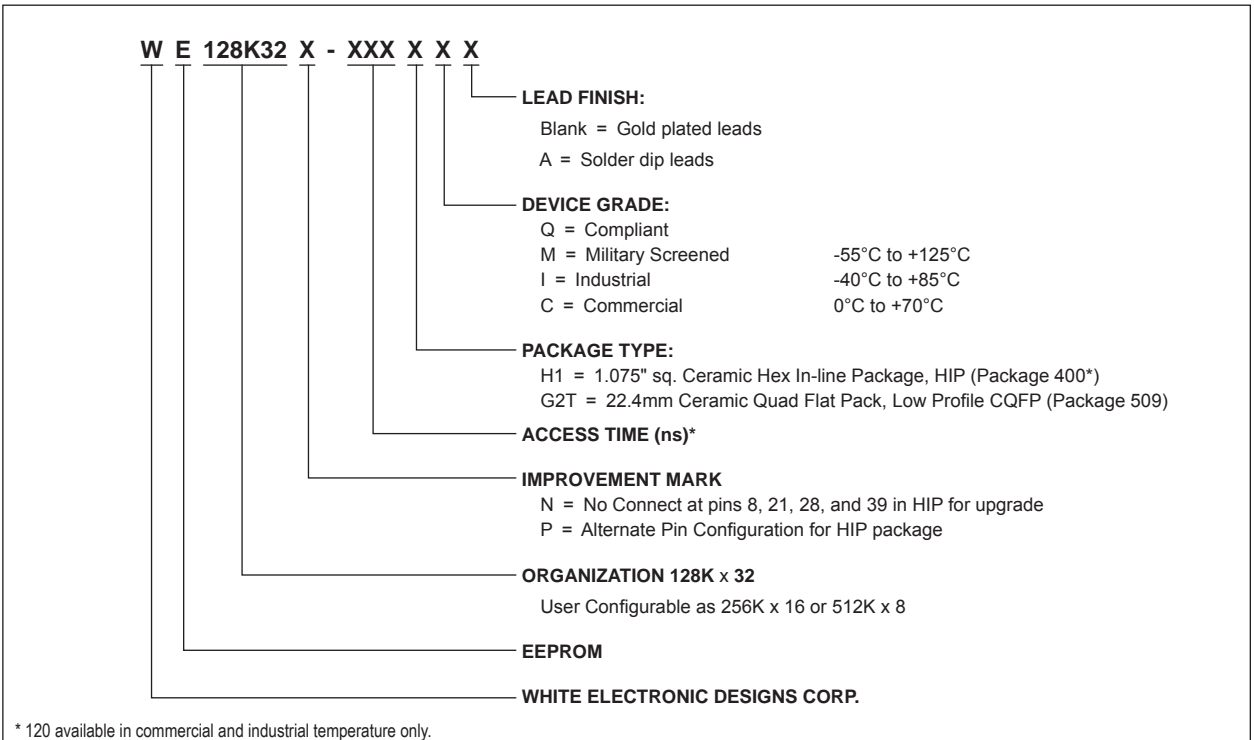 W E 128K32 X - XXX X X X
LEAD FINISH:
Blank = Gold plated leads
A = Solder dip leads
DEVICE GRADE:
Q = Compliant
M = Military Screened -55°C to +125°C
I = Industrial -40°C to +85°C
C = Commercial 0°C to +70°C
PACKAGE TYPE:
H1 = 1.075" sq. Ceramic Hex In-line Package, HIP (Package 400*)
G2T = 22.4mm Ceramic Quad Flat Pack, Low Profile CQFP (Package 509)
ACCESS TIME (ns)*
IMPROVEMENT MARK
N = No Connect at pins 8, 21, 28, and 39 in HIP for upgrade
P = Alternate Pin Configuration for HIP package
ORGANIZATION 128K x 32
User Configurable as 256K x 16 or 512K x 8
EEPROM
WHITE ELECTRONIC DESIGNS CORP.
* 120 available in commercial and industrial temperature only.